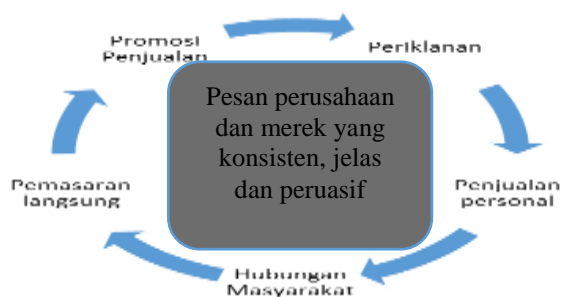 Promosi
Penjualan
Periklanan
Pesan perusahaan
dan merek yang
konsisten, jelas
dan peruasif
Pemasaran
langsung
Penjualan
personal
Hubungan
Masyarakat